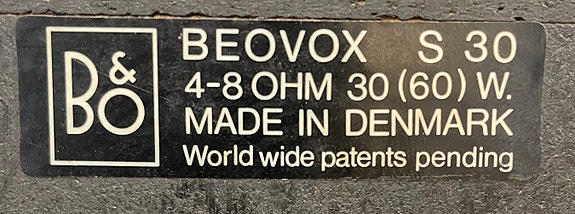 B&O
BEOVOX S 30
4-8 OHM 30 (60) W.
MADE IN DENMARK
World wide patents pending